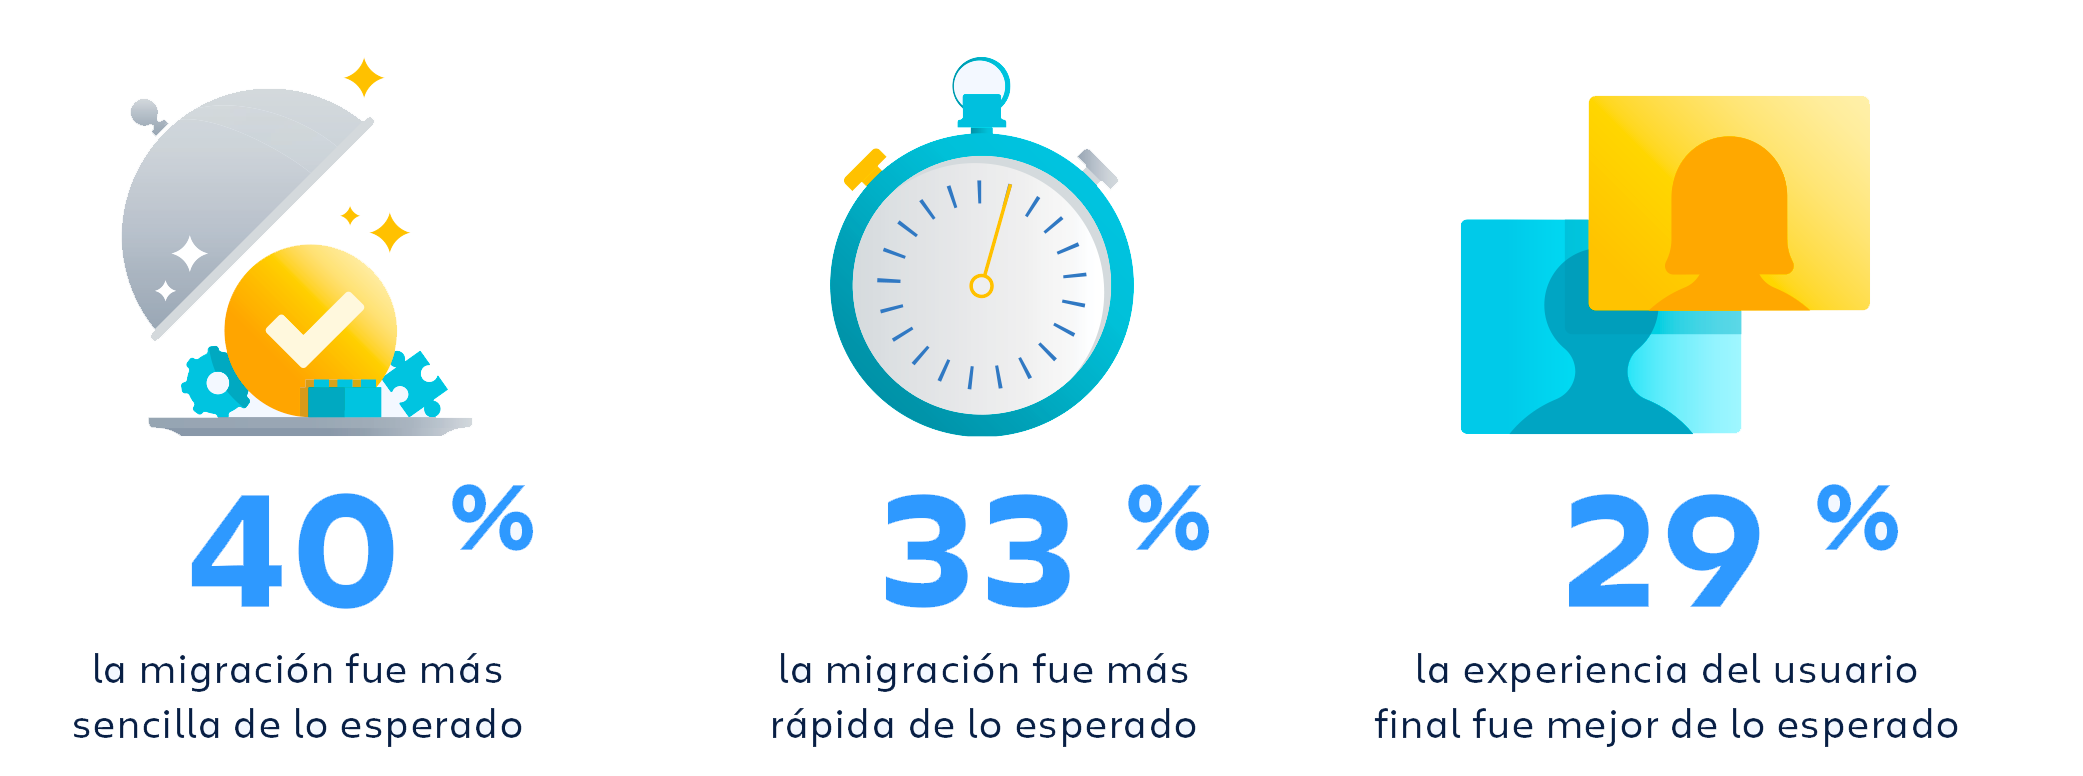 40 %
la migración fue más
sencilla de lo esperado
33 %
la migración fue más
rápida de lo esperado
29 %
la experiencia del usuario
final fue mejor de lo esperado